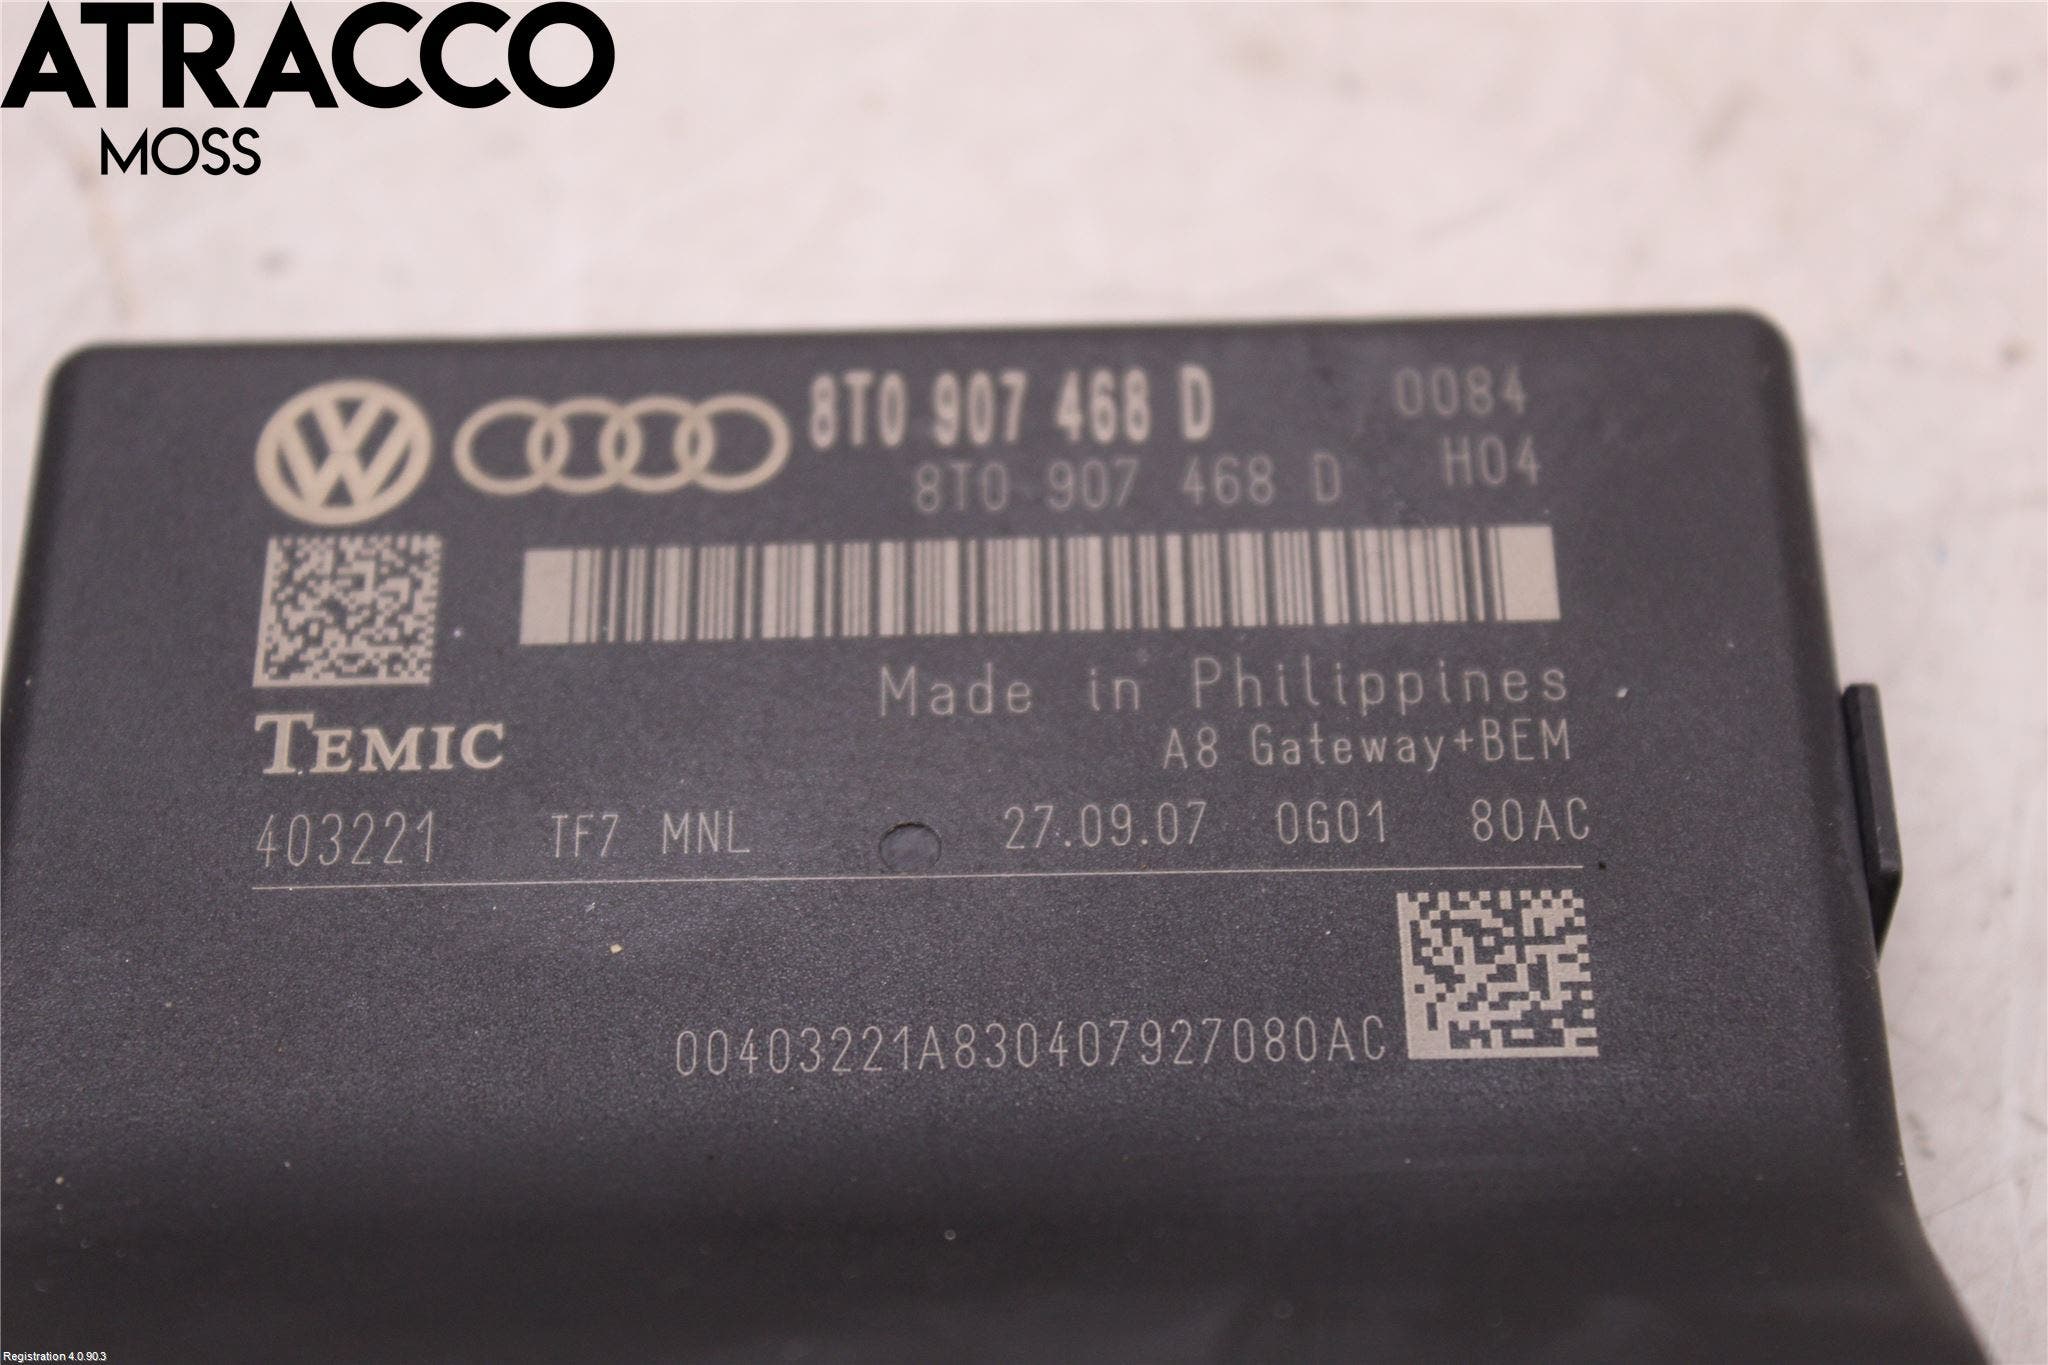 ATRACCO
MOSS
8T0 907 468 D 0084
8T0 907 468 D H04
Made in Philippines
TEMIC
A8 Gateway+BEM
403221 TF7 MNL 27.09.07 0G01 80AC
00403221A830407927080AC
Registration 4.0.90.3